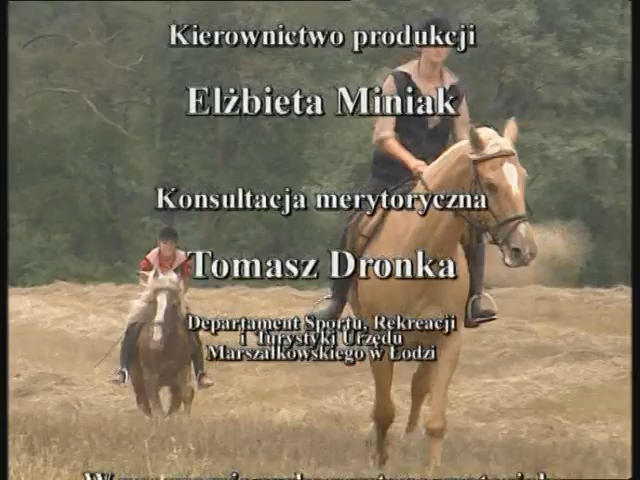 Kierownictwo produkcji
Elżbieta Miniak
Konsultacja merytoryczna
Tomasz Dronka
Departament Sportu, Rekreacji
i Turystyki Urzędu
Marszałkowskiego w Łodzi